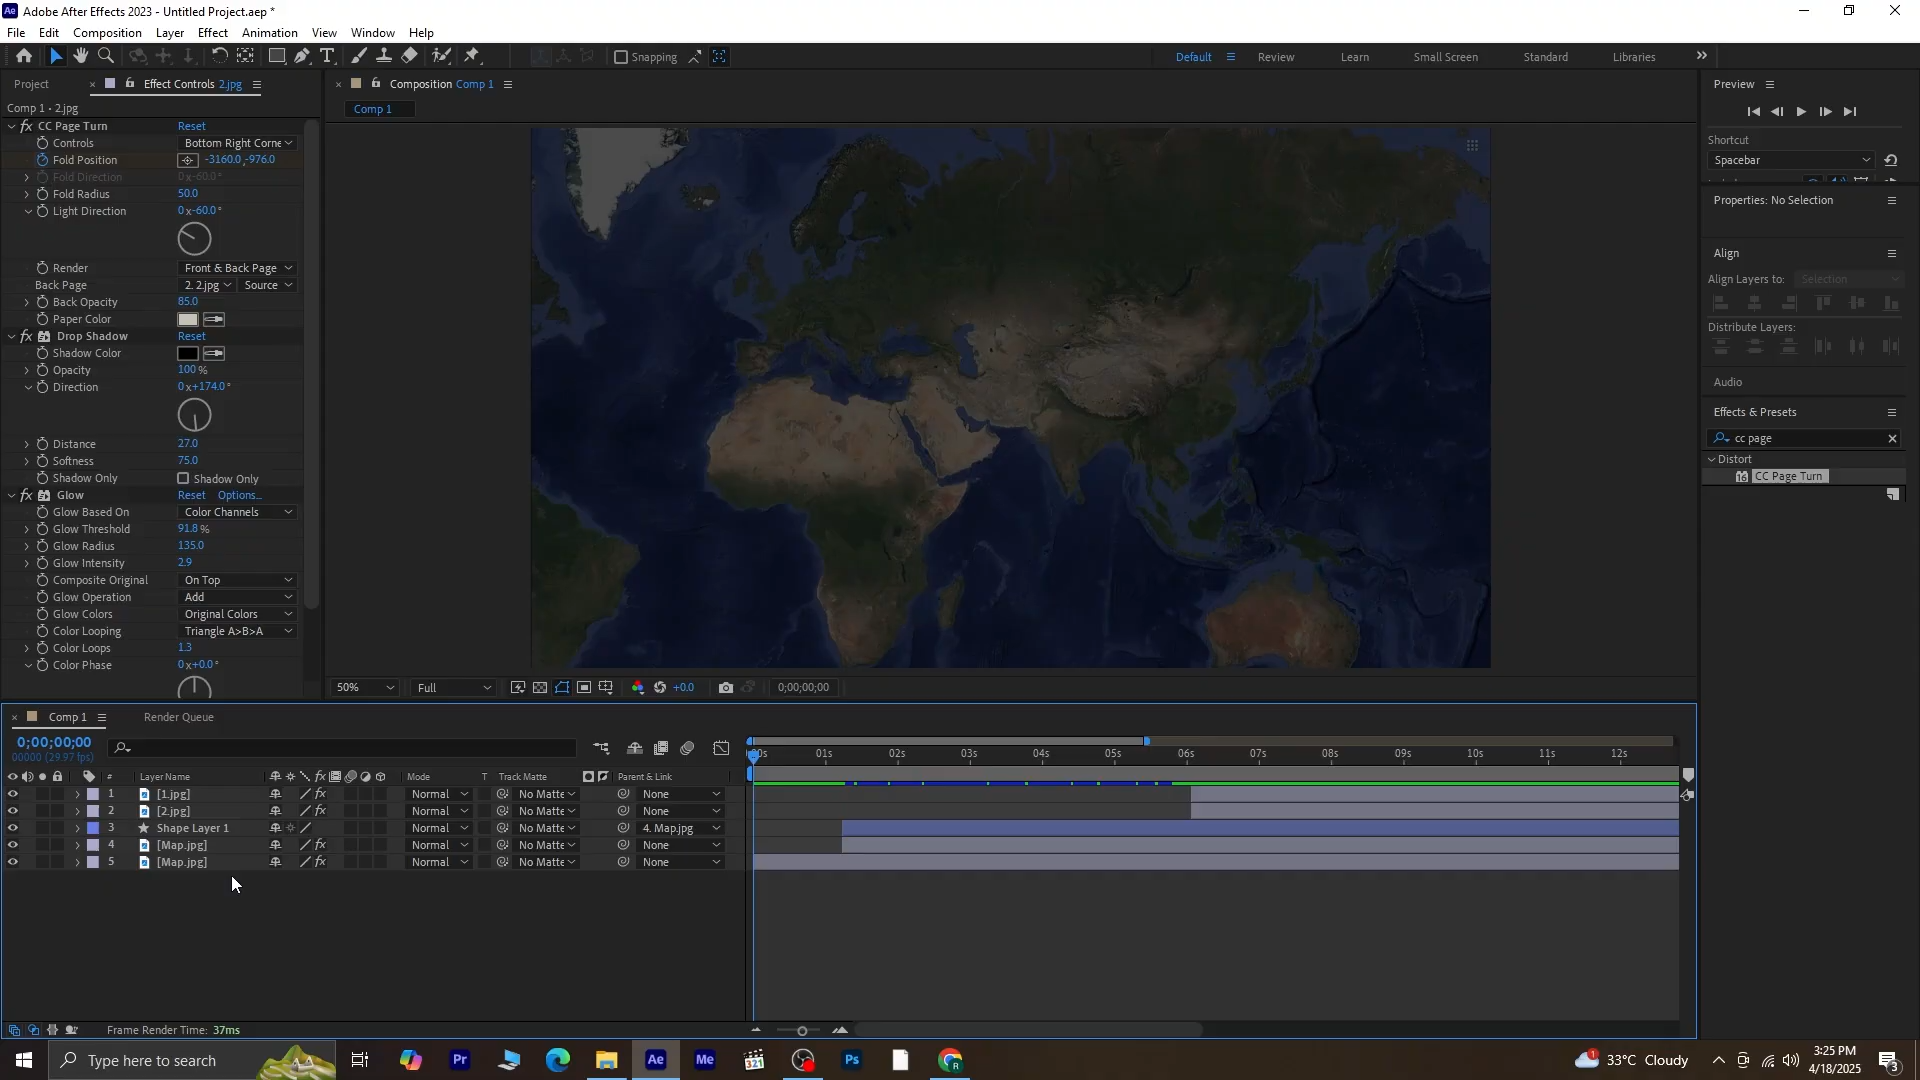 Adobe After Effects 2023 - Untitled Project.aep *
File Edit Composition Layer Effect Animation View Window Help
Snapping
Default Review Learn Small Screen Standard Libraries
Project
Effect Controls 2.jpg
Comp 1 • 2.jpg
CC Page Turn Reset
Controls Bottom Right Corne
Fold Position -3160.0,-976.0
Fold Direction 0x-60.0°
Fold Radius 50.0
Light Direction 0x-60.0°
Render Front & Back Page
Back Page 2. 2.jpg Source
Back Opacity 85.0
Paper Color
Drop Shadow Reset
Shadow Color
Opacity 100 %
Direction 0x+174.0°
Distance 27.0
Softness 75.0
Shadow Only Shadow Only
Glow Reset Options...
Glow Based On Color Channels
Glow Threshold 91.8 %
Glow Radius 135.0
Glow Intensity 2.9
Composite Original On Top
Glow Operation Add
Glow Colors Original Colors
Color Looping Triangle A>B>A
Color Loops 1.3
Color Phase 0x+0.0°
Composition Comp 1
Comp 1
50% Full +0.0 0;00;00;00
Preview
Shortcut
Spacebar
Properties: No Selection
Align
Align Layers to: Selection
Distribute Layers:
Audio
Effects & Presets
cc page
Distort
CC Page Turn
Comp 1 Render Queue
0;00;00;00
00000 (29.97 fps)
# Layer Name Mode T Track Matte Parent & Link
01s 02s 03s 04s 05s 06s 07s 08s 09s 10s 11s 12s
1 [1.jpg] Normal No Matte None
2 [2.jpg] Normal No Matte None
3 Shape Layer 1 Normal No Matte 4. Map.jpg
4 [Map.jpg] Normal No Matte None
5 [Map.jpg] Normal No Matte None
Frame Render Time: 37ms
Type here to search
33°C Cloudy
3:25 PM
4/18/2025